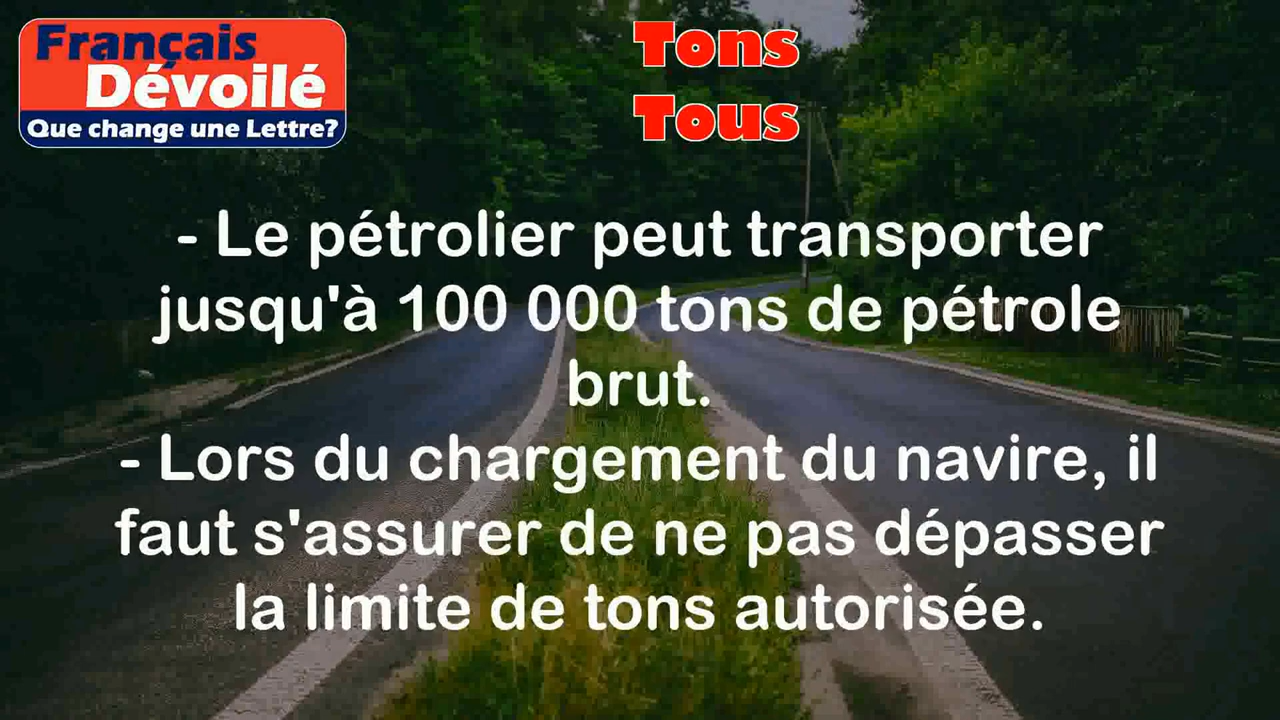 Français
Dévoilé
Que change une Lettre?
Tons
Tous
- Le pétrolier peut transporter
jusqu'à 100 000 tons de pétrole
brut.
- Lors du chargement du navire, il
faut s'assurer de ne pas dépasser
la limite de tons autorisée.